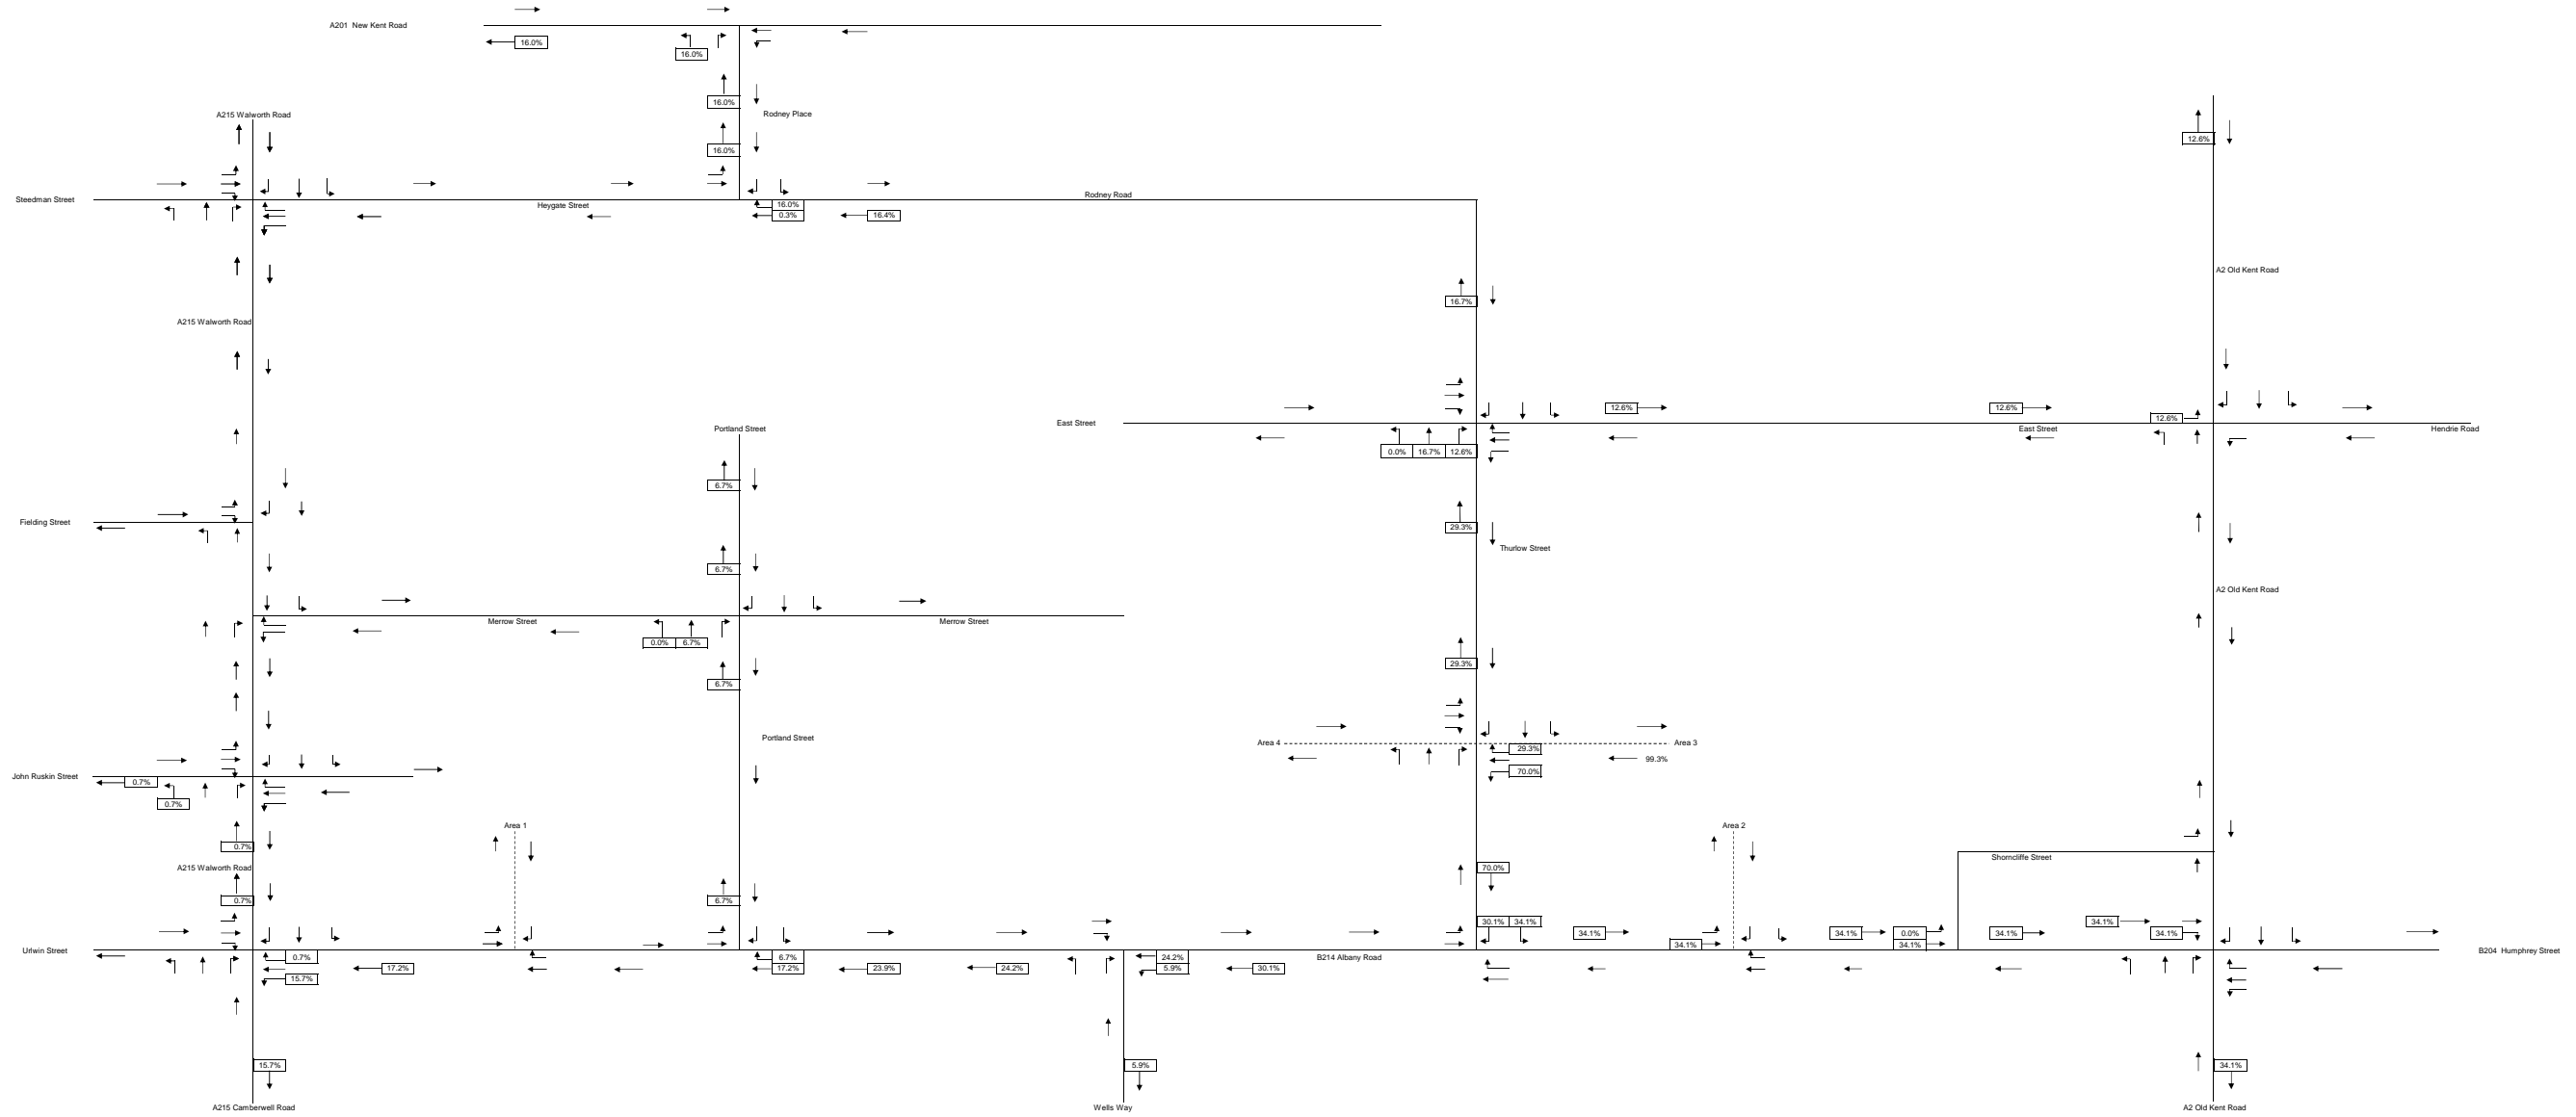 A201 New Kent Road
16.0%
16.0%
16.0%
A215 Walworth Road
Rodney Place
12.6%
16.0%
Steedman Street
Rodney Road
Heygate Street
16.0%
0.3%
16.4%
A2 Old Kent Road
16.7%
A215 Walworth Road
12.6%
12.6%
12.6%
East Street
East Street
Hendrie Road
Portland Street
0.0%
16.7%
12.6%
6.7%
Fielding Street
29.3%
Thurlow Street
6.7%
A2 Old Kent Road
Merrow Street
Merrow Street
0.0%
6.7%
29.3%
6.7%
Portland Street
Area 4
Area 3
29.3%
99.3%
70.0%
John Ruskin Street
0.7%
0.7%
Area 1
Area 2
0.7%
Shorncliffe Street
A215 Walworth Road
70.0%
0.7%
6.7%
30.1%
34.1%
34.1%
34.1%
34.1%
0.0%
34.1%
34.1%
34.1%
34.1%
Urlwin Street
B204 Humphrey Street
0.7%
6.7%
24.2%
B214 Albany Road
17.2%
17.2%
23.9%
24.2%
5.9%
30.1%
15.7%
15.7%
5.9%
34.1%
A215 Camberwell Road
Wells Way
A2 Old Kent Road